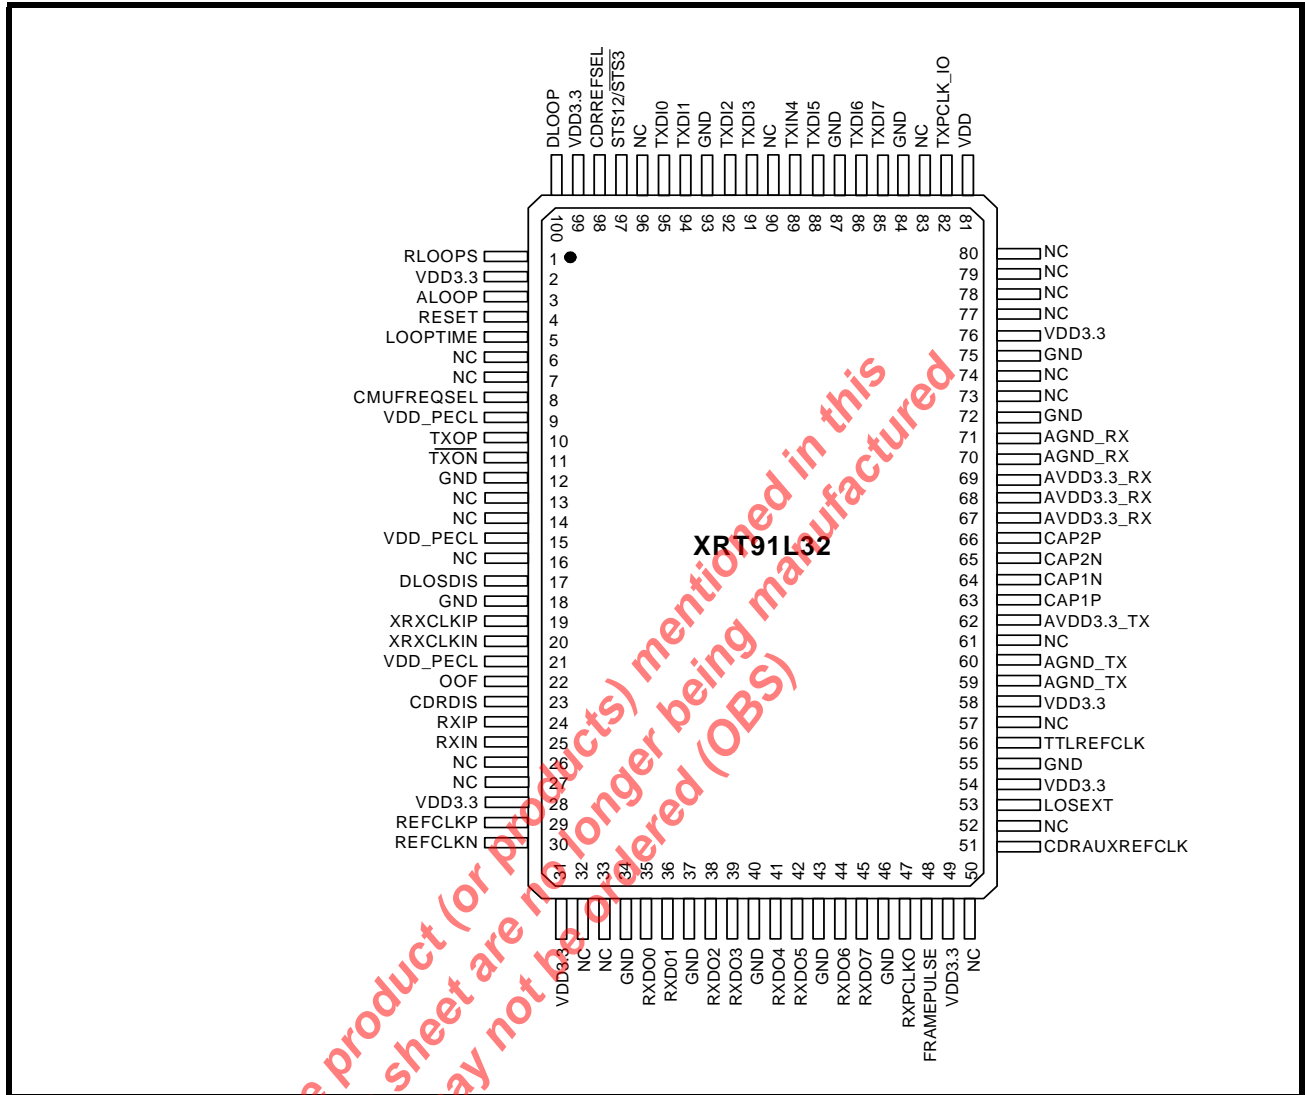 DLOOP
VDD3.3
CDRREFSEL
STS12/STS3
NC
TXDI0
TXDI1
GND
TXDI2
TXDI3
NC
TXIN4
TXDI5
GND
TXDI6
TXDI7
GND
NC
TXPCLK_IO
VDD
100
99
98
97
96
95
94
93
92
91
90
89
88
87
86
85
84
83
82
81
RLOOPS 1
VDD3.3 2
ALOOP 3
RESET 4
LOOPTIME 5
NC 6
NC 7
CMUFREQSEL 8
VDD_PECL 9
TXOP 10
TXON 11
GND 12
NC 13
NC 14
VDD_PECL 15
NC 16
DLOSDIS 17
GND 18
XRXCLKIP 19
XRXCLKIN 20
VDD_PECL 21
OOF 22
CDRDIS 23
RXIP 24
RXIN 25
NC 26
NC 27
VDD3.3 28
REFCLKP 29
REFCLKN 30
XRT91L32
80 NC
79 NC
78 NC
77 NC
76 VDD3.3
75 GND
74 NC
73 NC
72 GND
71 AGND_RX
70 AGND_RX
69 AVDD3.3_RX
68 AVDD3.3_RX
67 AVDD3.3_RX
66 CAP2P
65 CAP2N
64 CAP1N
63 CAP1P
62 AVDD3.3_TX
61 NC
60 AGND_TX
59 AGND_TX
58 VDD3.3
57 NC
56 TTLREFCLK
55 GND
54 VDD3.3
53 LOSEXT
52 NC
51 CDRAUXREFCLK
31
32
33
34
35
36
37
38
39
40
41
42
43
44
45
46
47
48
49
50
VDD3.3
NC
NC
GND
RXDO0
RXD01
GND
RXDO2
RXDO3
GND
RXDO4
RXDO5
GND
RXDO6
RXDO7
GND
RXPCLKO
FRAMEPULSE
VDD3.3
NC
product (or products) mentioned in this
sheet are no longer being manufactured
not be ordered (OBS)